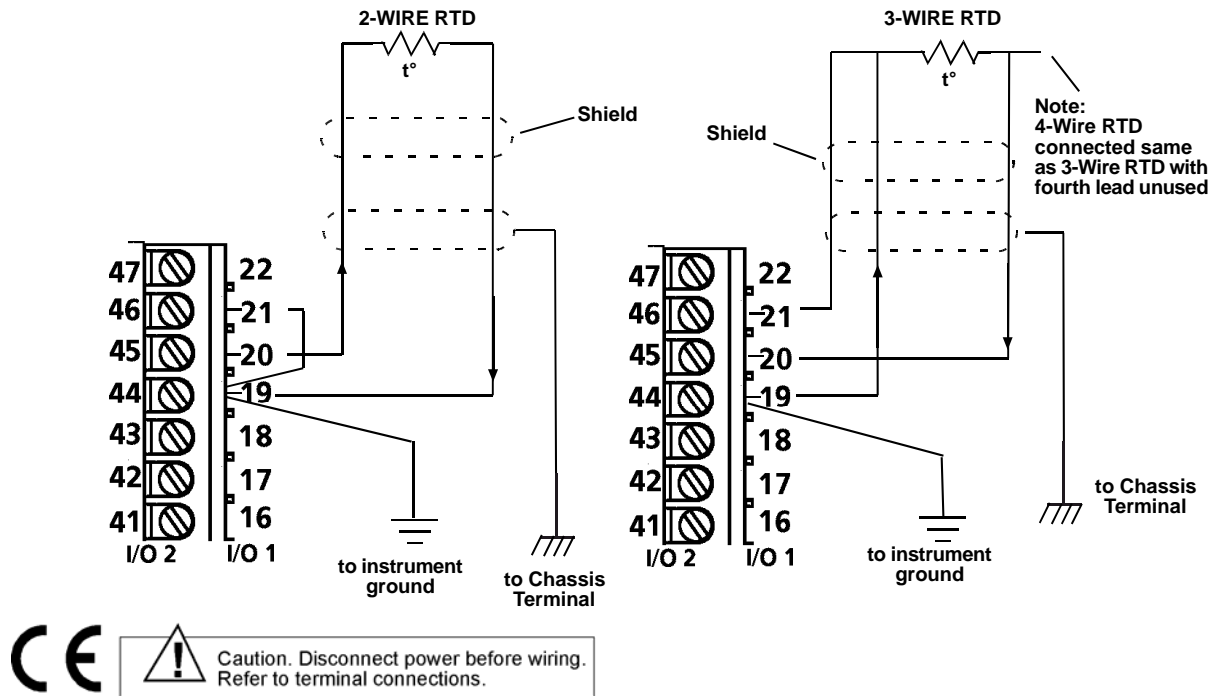 2-WIRE RTD
t°
Shield
47 22
46 21
45 20
44 19
43 18
42 17
41 16
I/O 2 I/O 1
to instrument
ground
to Chassis
Terminal
3-WIRE RTD
t°
Note:
4-Wire RTD
connected same
as 3-Wire RTD with
fourth lead unused
Shield
47 22
46 21
45 20
44 19
43 18
42 17
41 16
I/O 2 I/O 1
to instrument
ground
to Chassis
Terminal
CE
!
Caution. Disconnect power before wiring.
Refer to terminal connections.